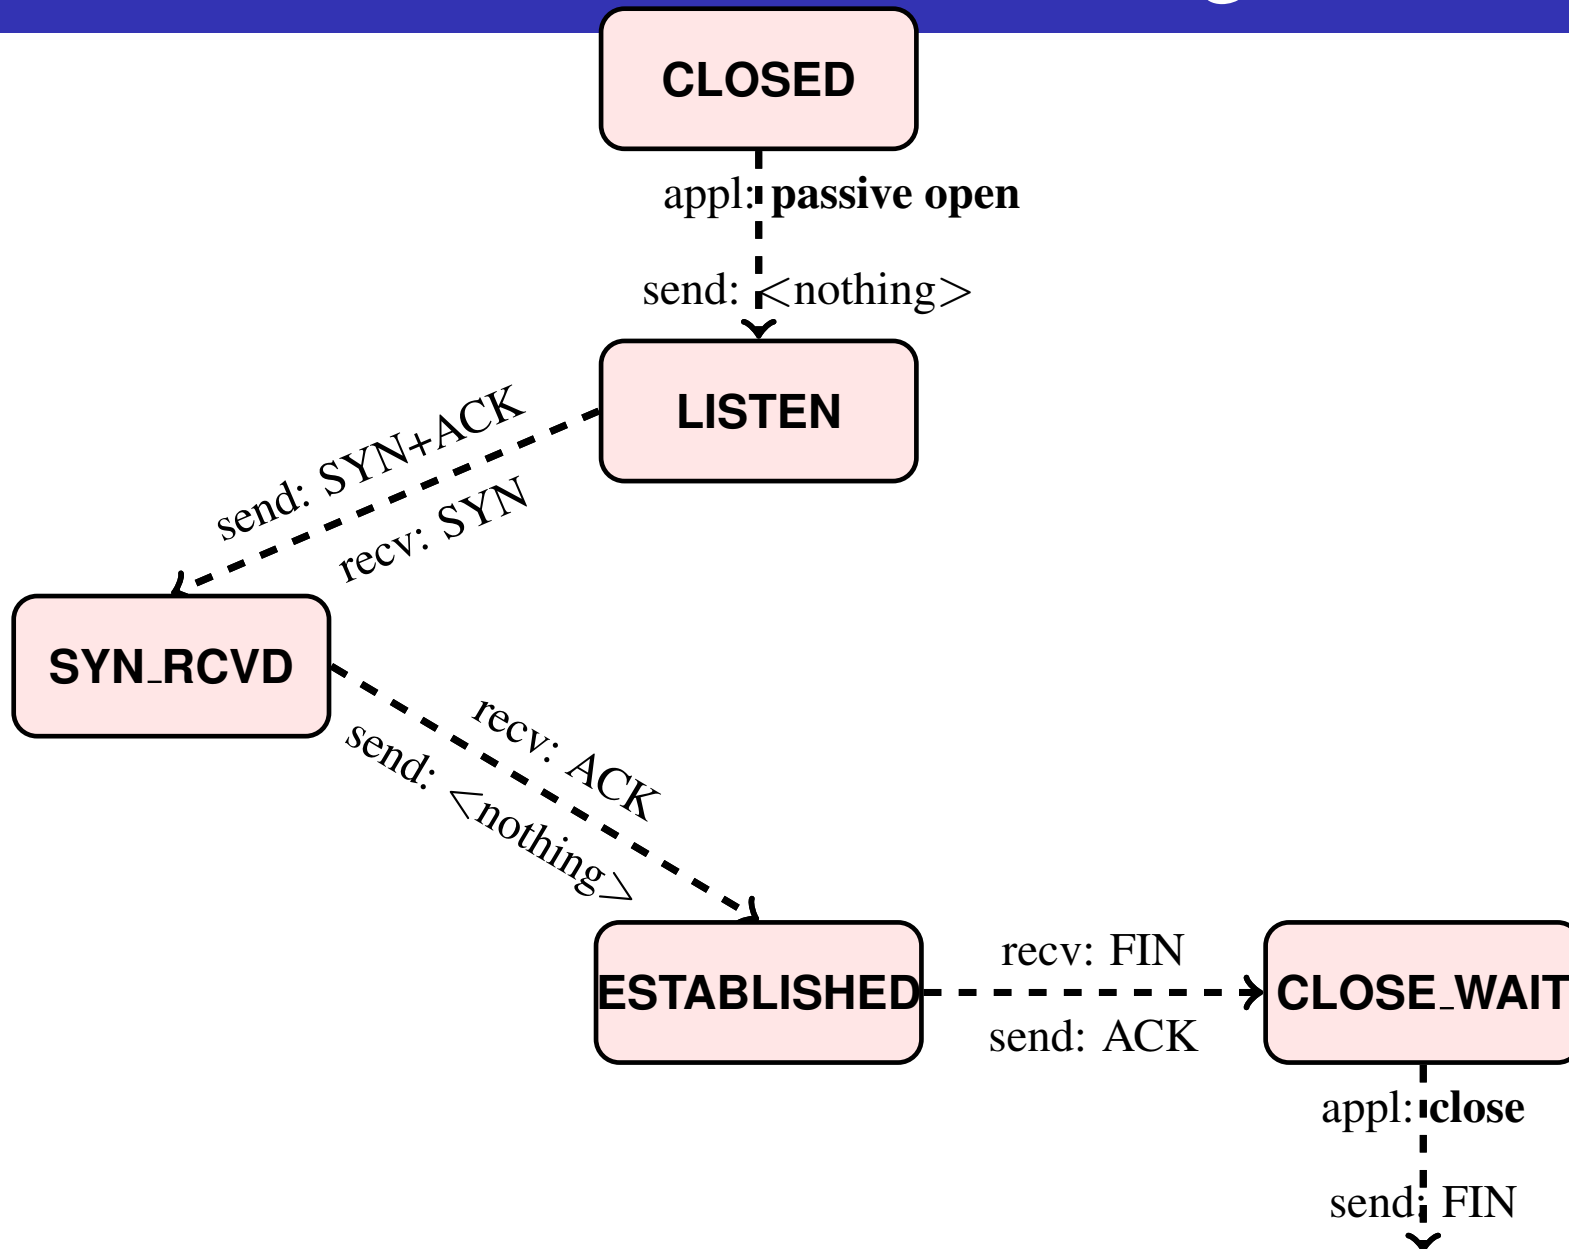 CLOSED
appl: passive open
send: <nothing>
LISTEN
send: SYN+ACK
recv: SYN
SYN_RCVD
recv: ACK
send: <nothing>
ESTABLISHED
recv: FIN
send: ACK
CLOSE_WAIT
appl: close
send: FIN